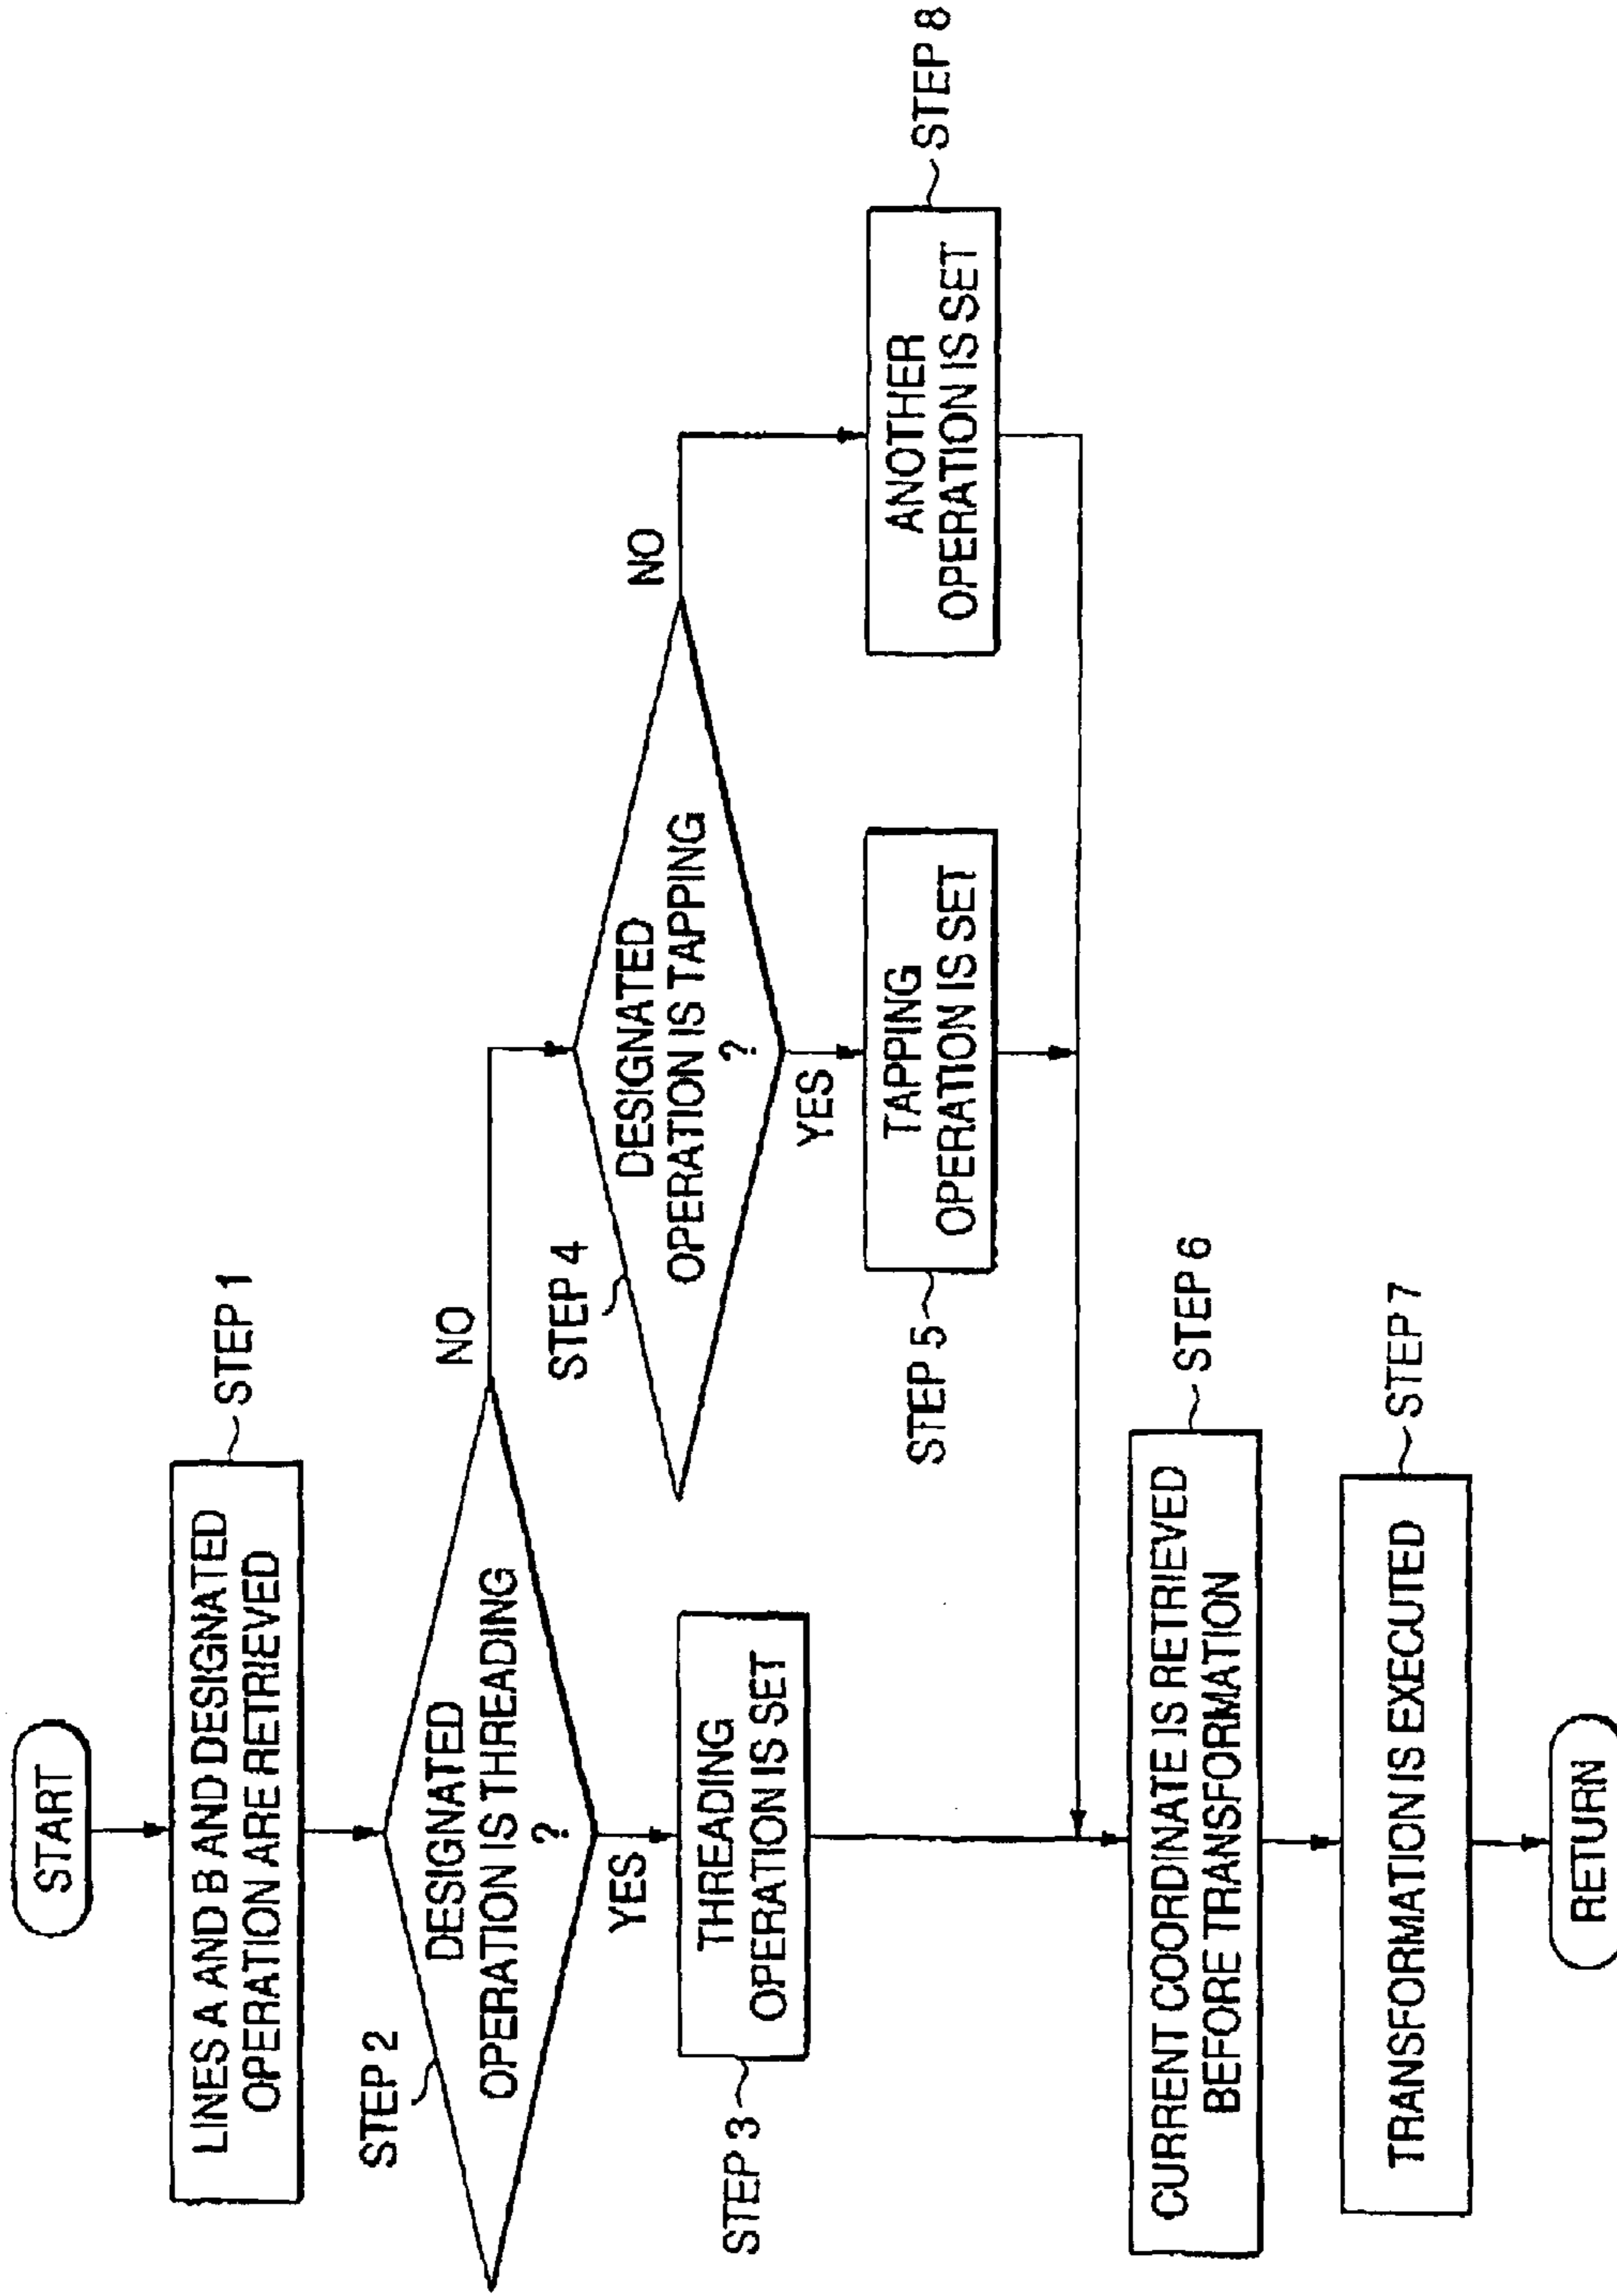 START
LINES A AND B AND DESIGNATED
OPERATION ARE RETRIEVED
STEP 1
STEP 2
DESIGNATED
OPERATION IS THREADING
?
NO
YES
STEP 3
THREADING
OPERATION IS SET
STEP 4
DESIGNATED
OPERATION IS TAPPING
?
NO
YES
STEP 5
TAPPING
OPERATION IS SET
ANOTHER
OPERATION IS SET
STEP 8
CURRENT COORDINATE IS RETRIEVED
BEFORE TRANSFORMATION
STEP 6
TRANSFORMATION IS EXECUTED
STEP 7
RETURN